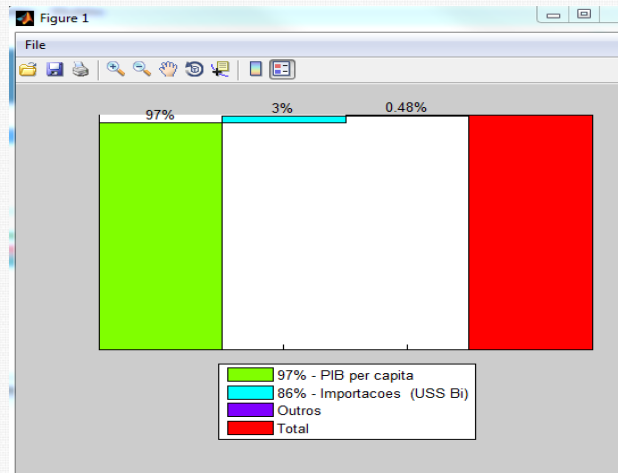 Figure 1
File
97%
3%
0.48%
97% - PIB per capita
86% - Importacoes (USS Bi)
Outros
Total